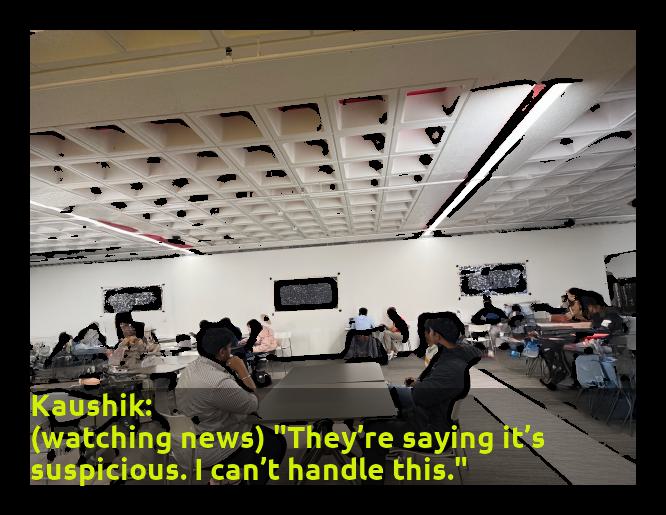 Kaushik:
(watching news) "They’re saying it’s
suspicious. I can’t handle this."